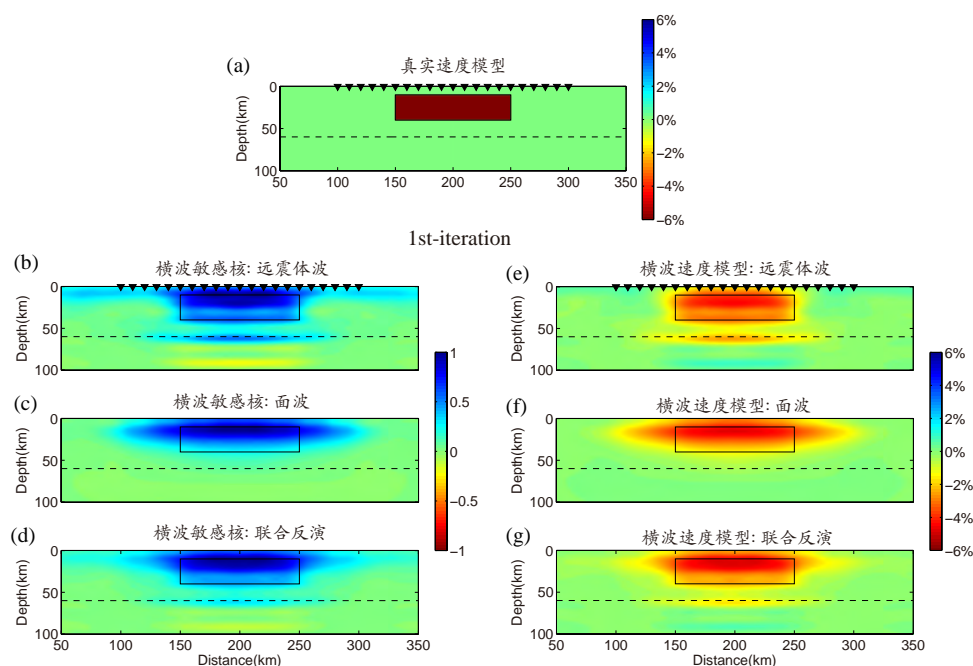 (a)
真实速度模型
Depth(km)
0
50
100
50
100
150
200
250
300
350
6%
4%
2%
0%
−2%
−4%
−6%
1st-iteration
(b)
横波敏感核: 远震体波
Depth(km)
0
50
100
(e)
横波速度模型: 远震体波
Depth(km)
0
50
100
(c)
横波敏感核: 面波
Depth(km)
0
50
100
1
0.5
0
−0.5
−1
(f)
横波速度模型: 面波
Depth(km)
0
50
100
6%
4%
2%
0%
−2%
−4%
−6%
(d)
横波敏感核: 联合反演
Depth(km)
0
50
100
50
100
150
200
250
300
350
Distance(km)
(g)
横波速度模型: 联合反演
Depth(km)
0
50
100
50
100
150
200
250
300
350
Distance(km)